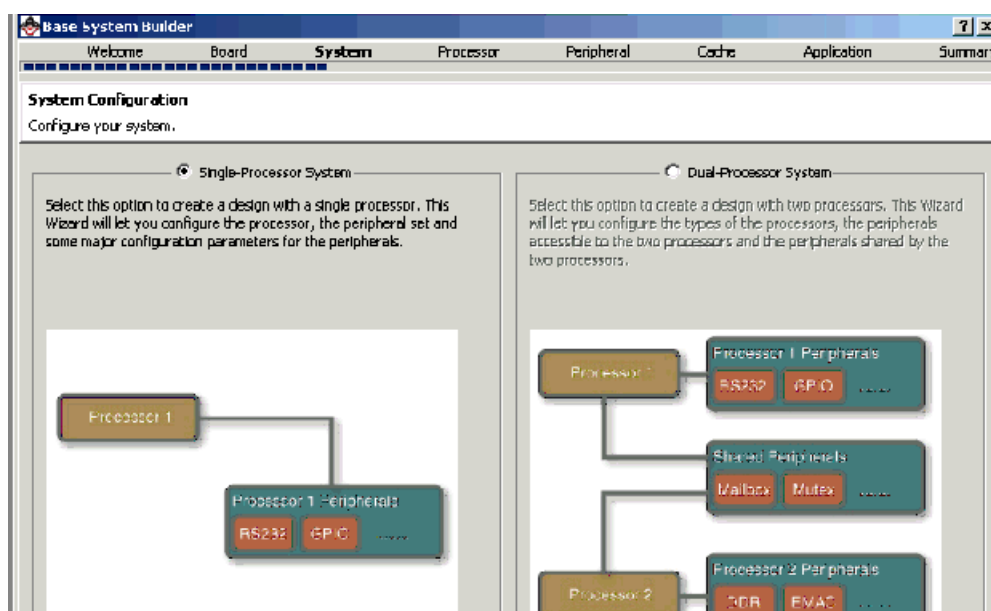 Base System Builder
Welcome Board System Processor Peripheral Cache Application Summar
System Configuration
Configure your system.
Single-Processor System
Select this option to create a design with a single processor. This
Wizard will let you configure the processor, the peripheral set and
some major configuration parameters for the peripherals.
Processor 1
Processor 1 Peripherals
RS232 GPIO ......
Dual-Processor System
Select this option to create a design with two processors. This Wizard
will let you configure the types of the processors, the peripherals
accessible to the two processors and the peripherals shared by the
two processors.
Processor 1
Processor 1 Peripherals
RS232 GPIO ......
Shared Peripherals
Mailbox Mutex ......
Processor 2
Processor 2 Peripherals
DDR EMAC ......